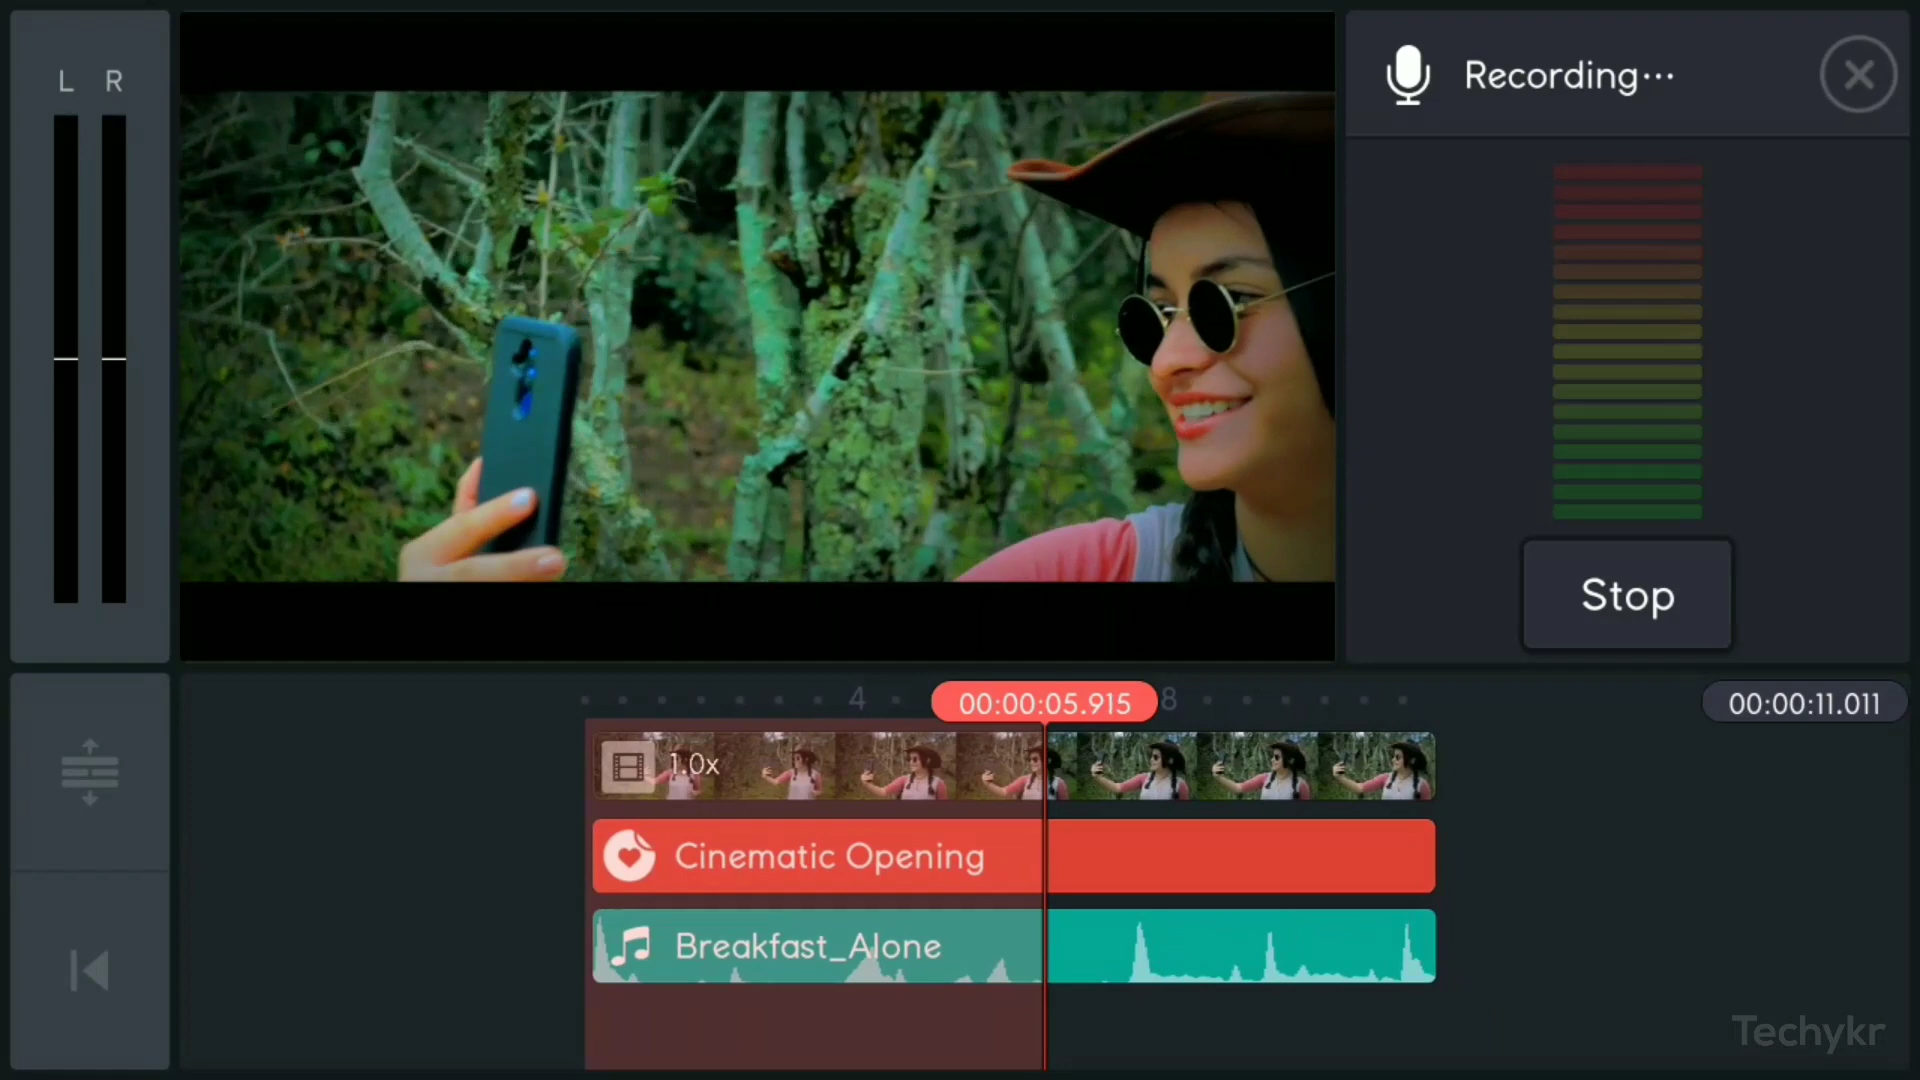 L R
Recording···
Stop
4
00:00:05.915
8
00:00:11.011
1.0x
Cinematic Opening
Breakfast_Alone
Techykr